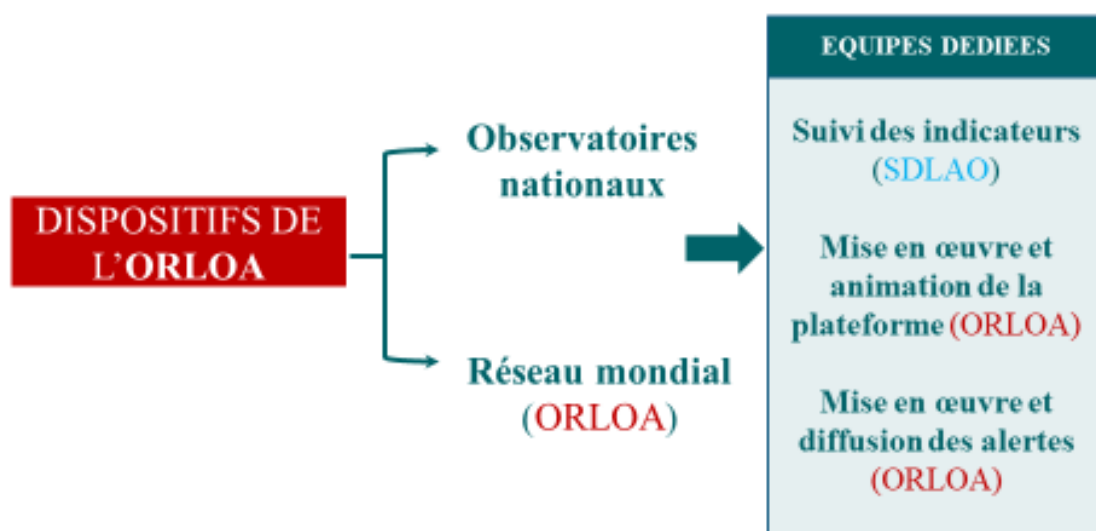 DISPOSITIFS DE
L'ORLOA
Observatoires
nationaux
Réseau mondial
(ORLOA)
EQUIPES DEDIEES
Suivi des indicateurs
(SDLAO)
Mise en œuvre et
animation de la
plateforme (ORLOA)
Mise en œuvre et
diffusion des alertes
(ORLOA)